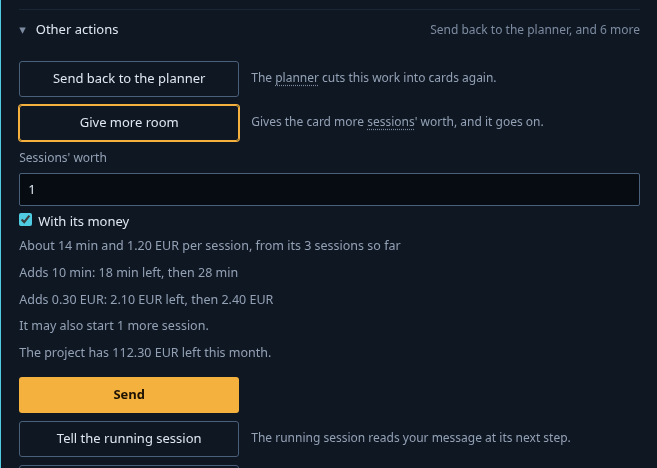 ▾ Other actions Send back to the planner, and 6 more
Send back to the planner The planner cuts this work into cards again.
Give more room Gives the card more sessions' worth, and it goes on.
Sessions' worth
1
With its money
About 14 min and 1.20 EUR per session, from its 3 sessions so far
Adds 10 min: 18 min left, then 28 min
Adds 0.30 EUR: 2.10 EUR left, then 2.40 EUR
It may also start 1 more session.
The project has 112.30 EUR left this month.
Send
Tell the running session The running session reads your message at its next step.